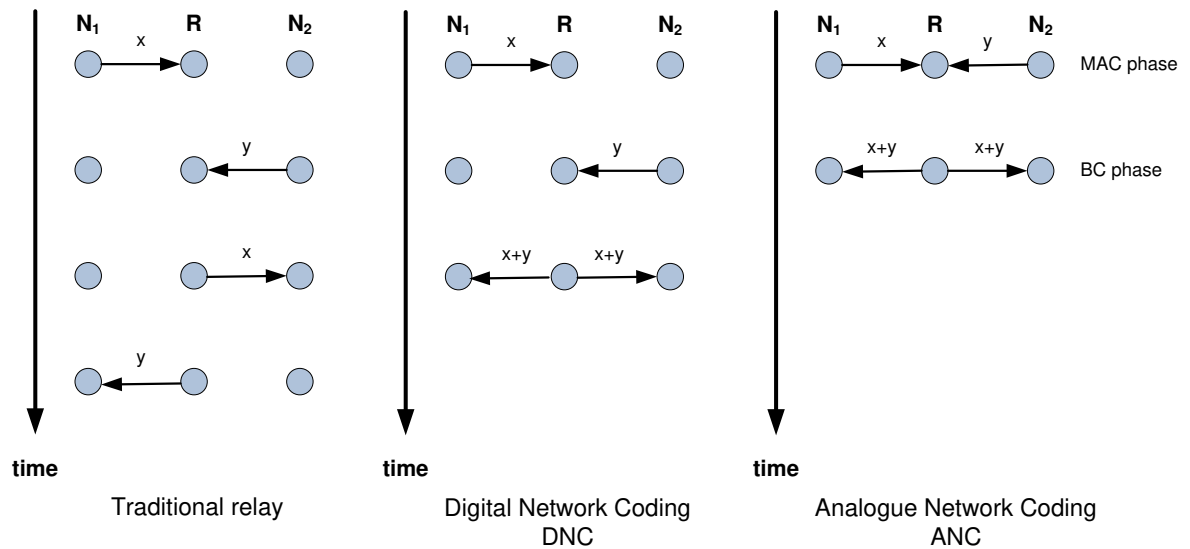 N₁ R N₂
x
y
x
y
time
Traditional relay
N₁ R N₂
x
y
x+y x+y
time
Digital Network Coding
DNC
N₁ R N₂
x y
MAC phase
x+y x+y
BC phase
time
Analogue Network Coding
ANC